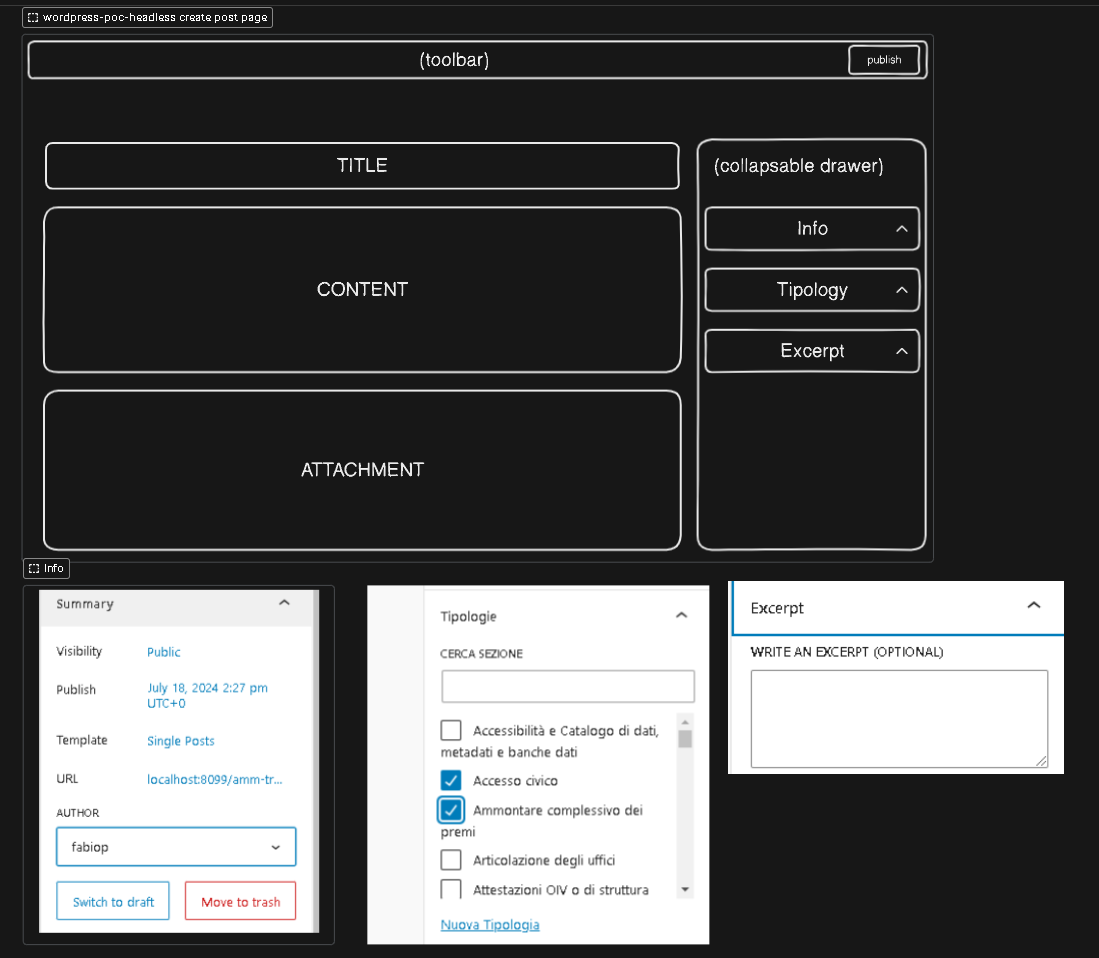 wordpress-poc-headless create post page
(toolbar)
publish
TITLE
CONTENT
ATTACHMENT
(collapsable drawer)
Info
Tipology
Excerpt
Info
Summary
Visibility Public
Publish July 18, 2024 2:27 pm
UTC+0
Template Single Posts
URL localhost:8099/amm-tr...
AUTHOR
fabiop
Switch to draft Move to trash
Tipologie
CERCA SEZIONE
Accessibilità e Catalogo di dati,
metadati e banche dati
Accesso civico
Ammontare complessivo dei
premi
Articolazione degli uffici
Attestazioni OIV o di struttura
Nuova Tipologia
Excerpt
WRITE AN EXCERPT (OPTIONAL)